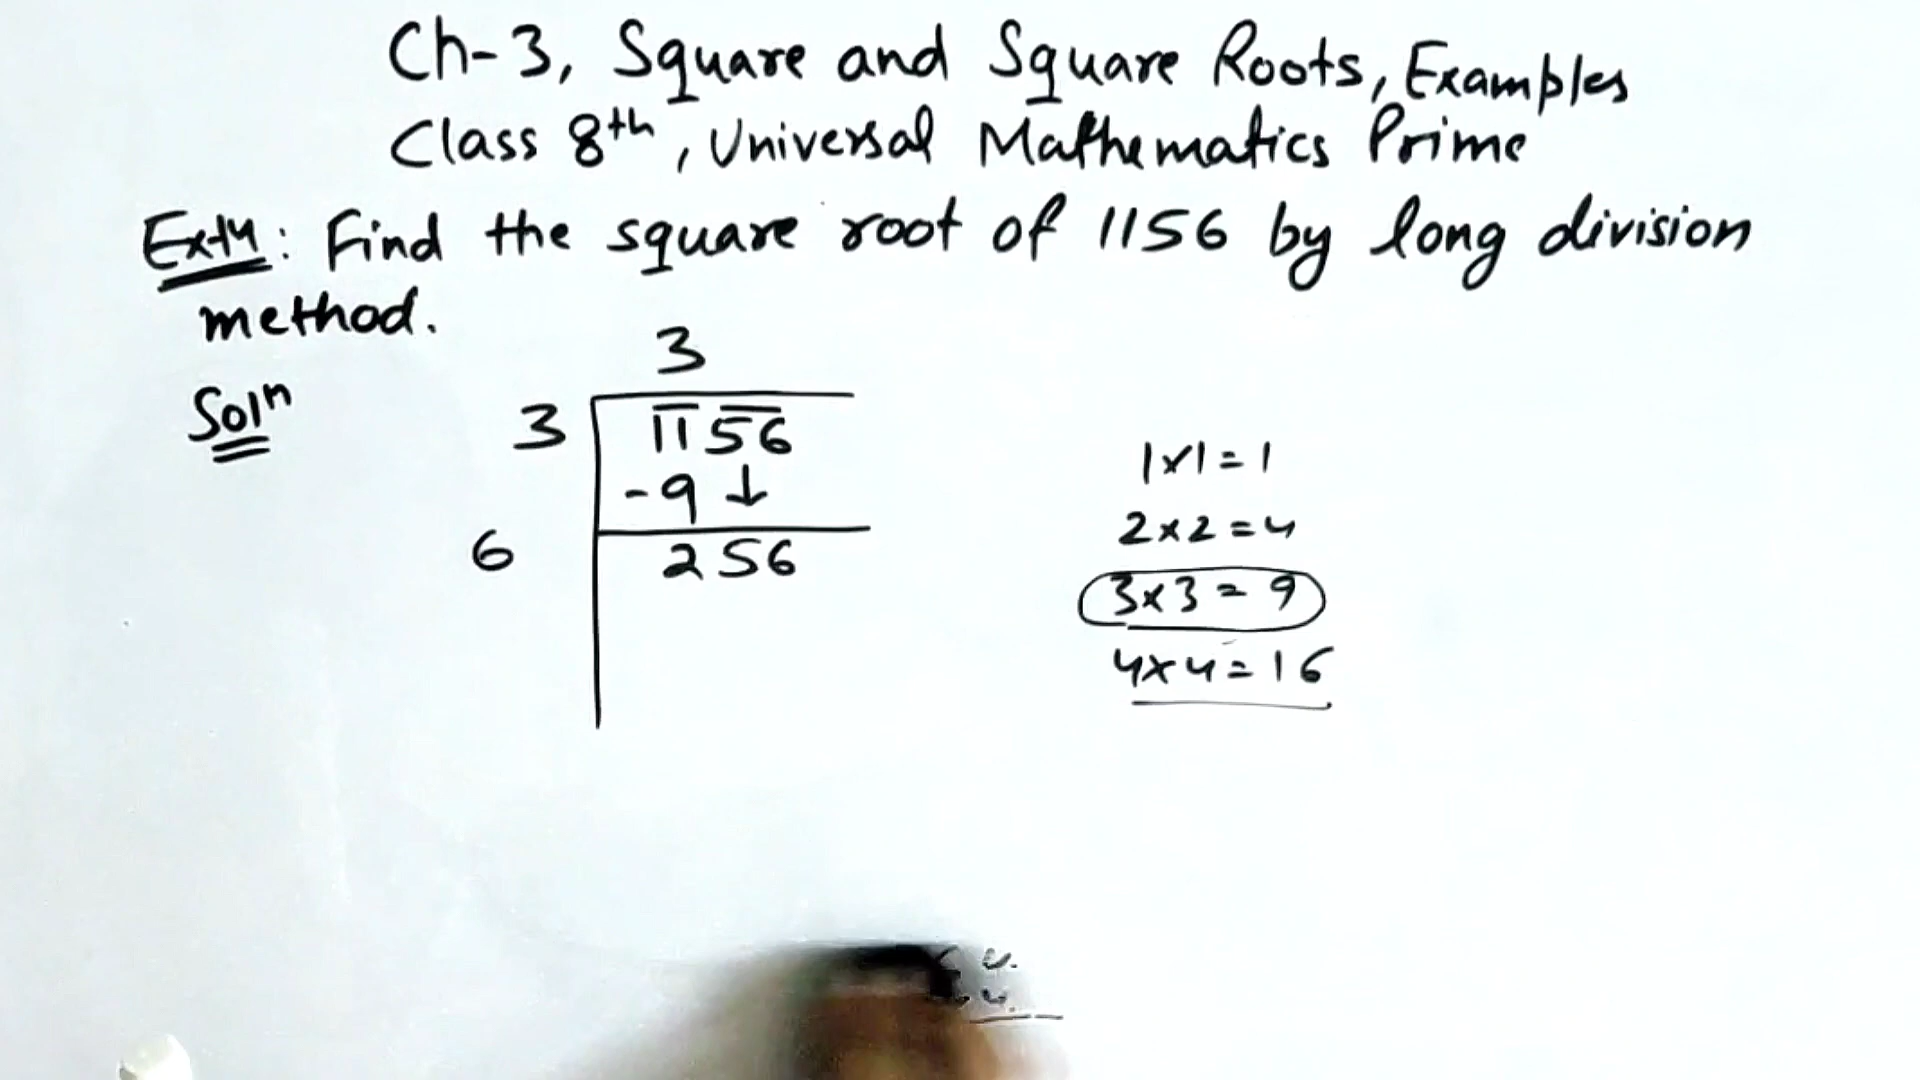 Ch-3, Square and Square Roots, Examples
Class 8th, Universal Mathematics Prime
Ex14: Find the square root of 1156 by long division
method.
Soln
3
3 1156
-9 ↓
6 256
1×1=1
2×2=4
3×3=9
4×4=16